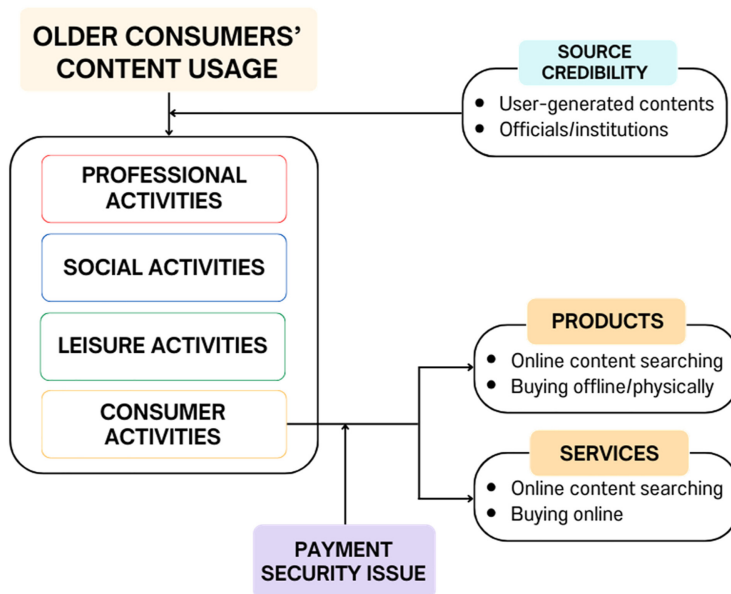 OLDER CONSUMERS’
CONTENT USAGE
SOURCE
CREDIBILITY
User-generated contents
Officials/institutions
PROFESSIONAL
ACTIVITIES
SOCIAL ACTIVITIES
LEISURE ACTIVITIES
CONSUMER
ACTIVITIES
PRODUCTS
Online content searching
Buying offline/physically
SERVICES
Online content searching
Buying online
PAYMENT
SECURITY ISSUE